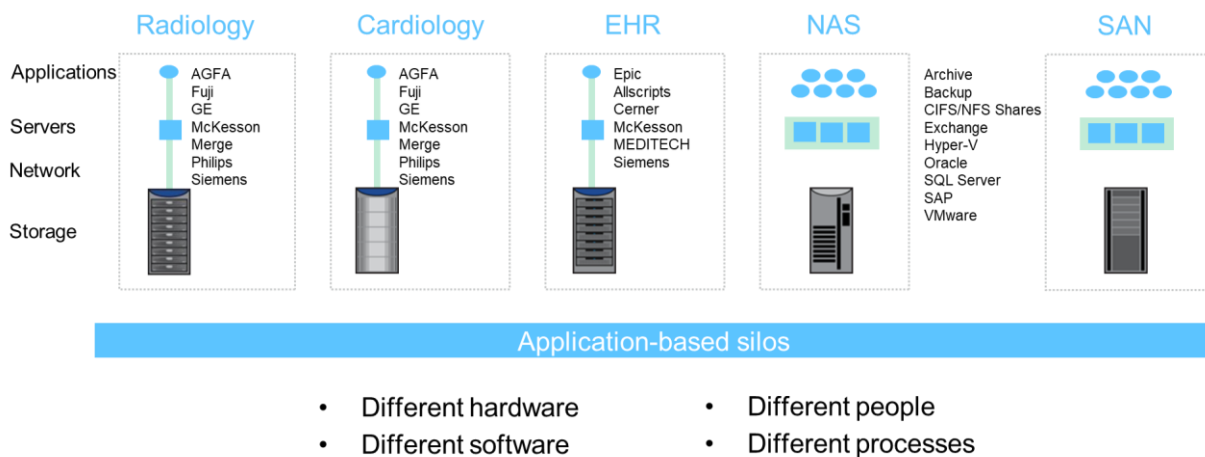 Radiology
Cardiology
EHR
NAS
SAN
Applications
Servers
Network
Storage
AGFA
Fuji
GE
McKesson
Merge
Philips
Siemens
AGFA
Fuji
GE
McKesson
Merge
Philips
Siemens
Epic
Allscripts
Cerner
McKesson
MEDITECH
Siemens
Archive
Backup
CIFS/NFS Shares
Exchange
Hyper-V
Oracle
SQL Server
SAP
VMware
Application-based silos
• Different hardware
• Different software
• Different people
• Different processes